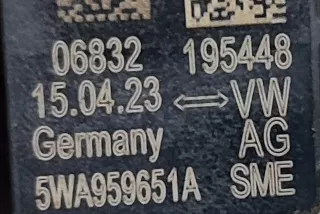 06832 195448
15.04.23 ⇔ VW
Germany AG
5WA959651A SME